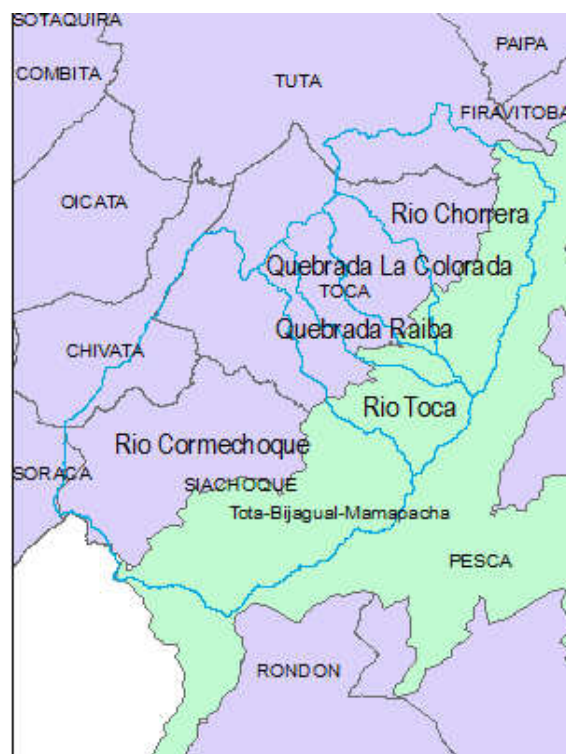 SOTAQUIRA
PAIPA
COMBITA
TUTA
FIRAVITOBA
OICATA
Rio Chorrera
Quebrada La Colorada
TOCA
Quebrada Raiba
CHIVATA
Rio Toca
Rio Cormechoque
SORACA
SIACHOQUE
Tota-Bijagual-Mamapacha
PESCA
RONDON